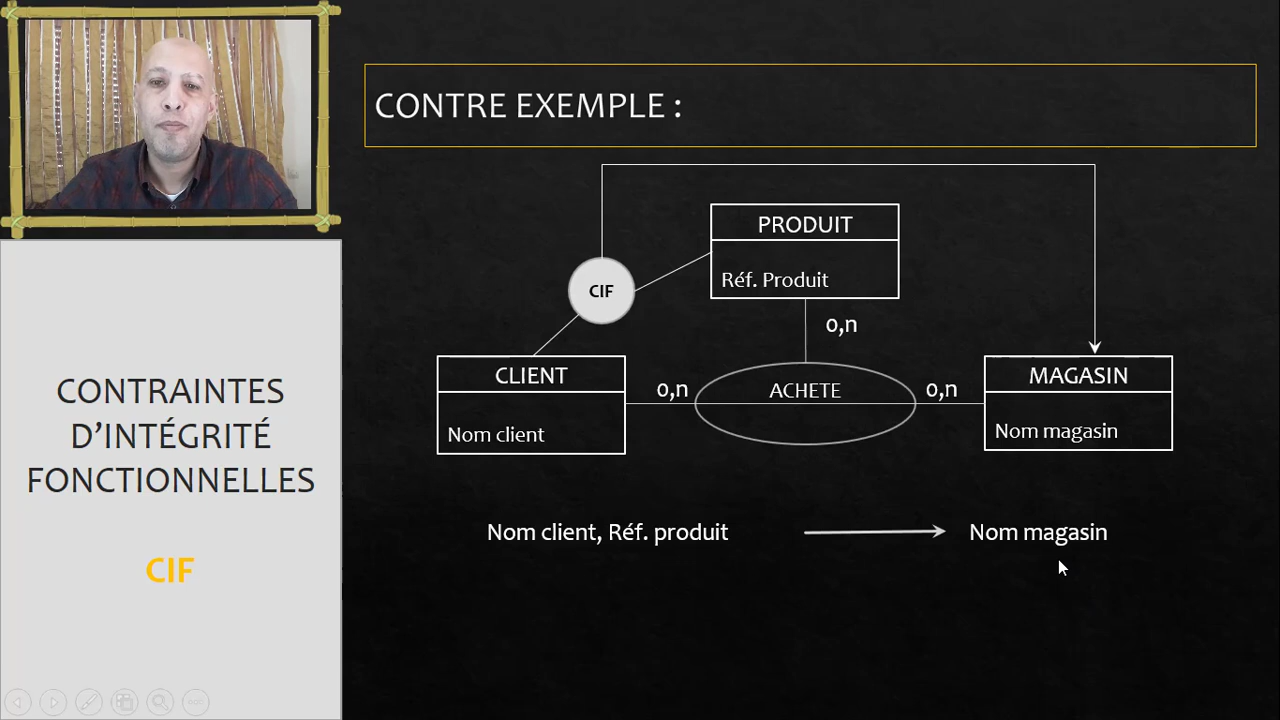 CONTRE EXEMPLE :
PRODUIT
Réf. Produit
CIF
0,n
CLIENT
Nom client
0,n
ACHETE
0,n
MAGASIN
Nom magasin
Nom client, Réf. produit
Nom magasin
CONTRAINTES
D’INTÉGRITÉ
FONCTIONNELLES
CIF